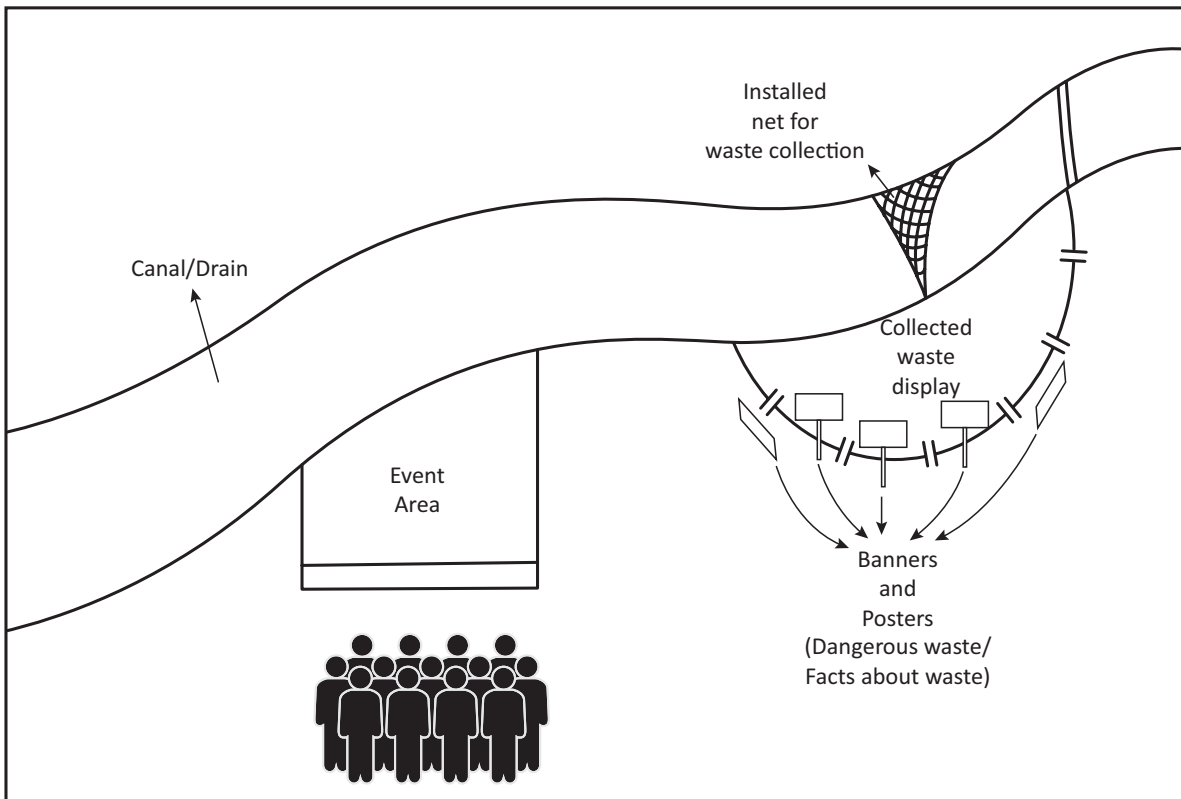 Installed
net for
waste collection
Canal/Drain
Collected
waste
display
Event
Area
Banners
and
Posters
(Dangerous waste/
Facts about waste)